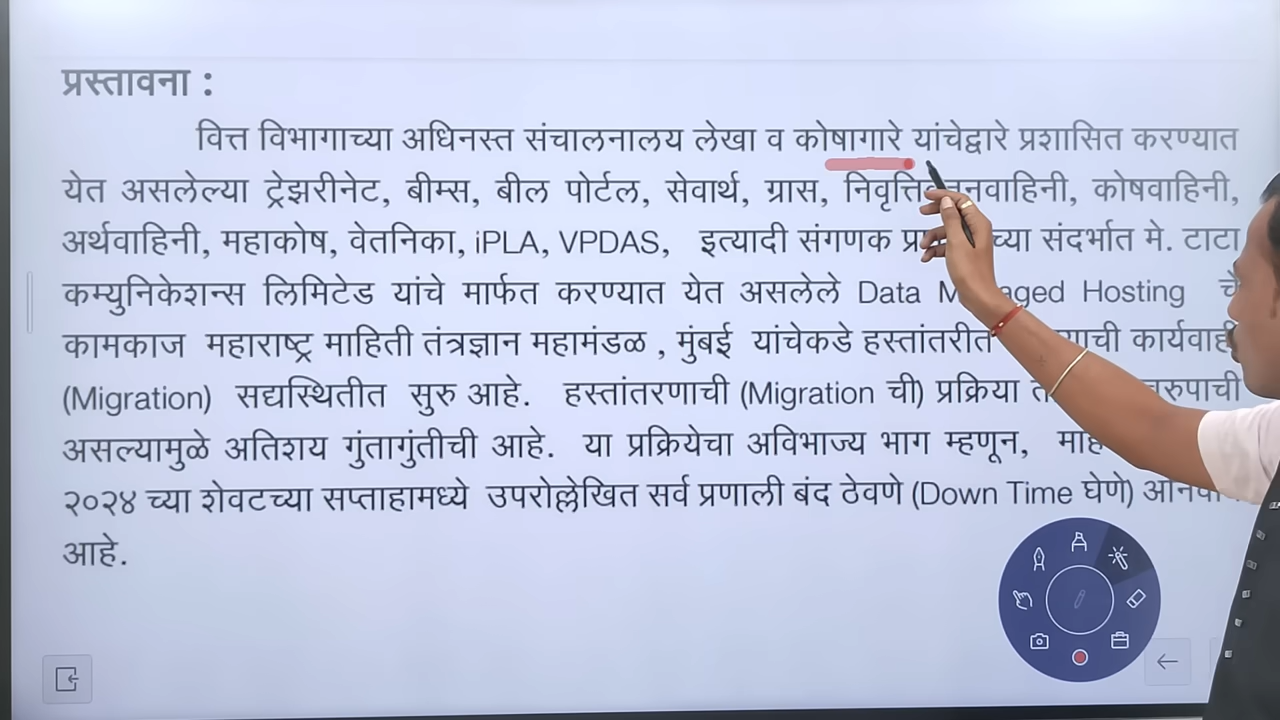 प्रस्तावना :
वित्त विभागाच्या अधिनस्त संचालनालय लेखा व कोषागारे यांचेद्वारे प्रशासित करण्यात
येत असलेल्या ट्रेझरीनेट, बीम्स, बील पोर्टल, सेवार्थ, ग्रास, कोषवाहिनी,
अर्थवाहिनी, महाकोष, वेतनिका, iPLA, VPDAS, इत्यादी संगणक संदर्भात मे. टाटा
कम्युनिकेशन्स लिमिटेड यांचे मार्फत करण्यात येत असलेले Data Hosting चे
कामकाज महाराष्ट्र माहिती तंत्रज्ञान महामंडळ , मुंबई यांचेकडे हस्तांतरीत कार्यवाही
(Migration) सद्यस्थितीत सुरु आहे. हस्तांतरणाची (Migration ची) प्रक्रिया
असल्यामुळे अतिशय गुंतागुंतीची आहे. या प्रक्रियेचा अविभाज्य भाग म्हणून,
२०२४ च्या शेवटच्या सप्ताहामध्ये उपरोल्लेखित सर्व प्रणाली बंद ठेवणे (Down Time घेणे)
आहे.